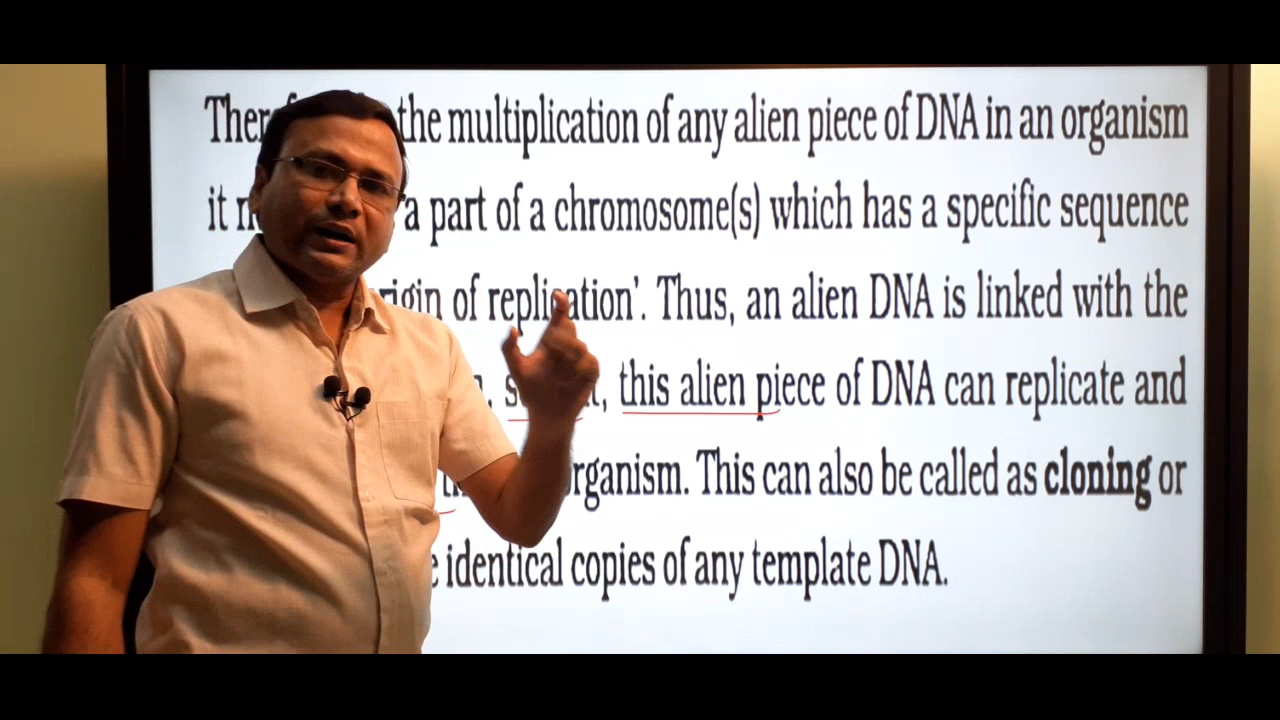 the multiplication of any alien piece of DNA in an organism
it a part of a chromosome(s) which has a specific sequence
of replication'. Thus, an alien DNA is linked with the
this alien piece of DNA can replicate and
organism. This can also be called as cloning or
identical copies of any template DNA.